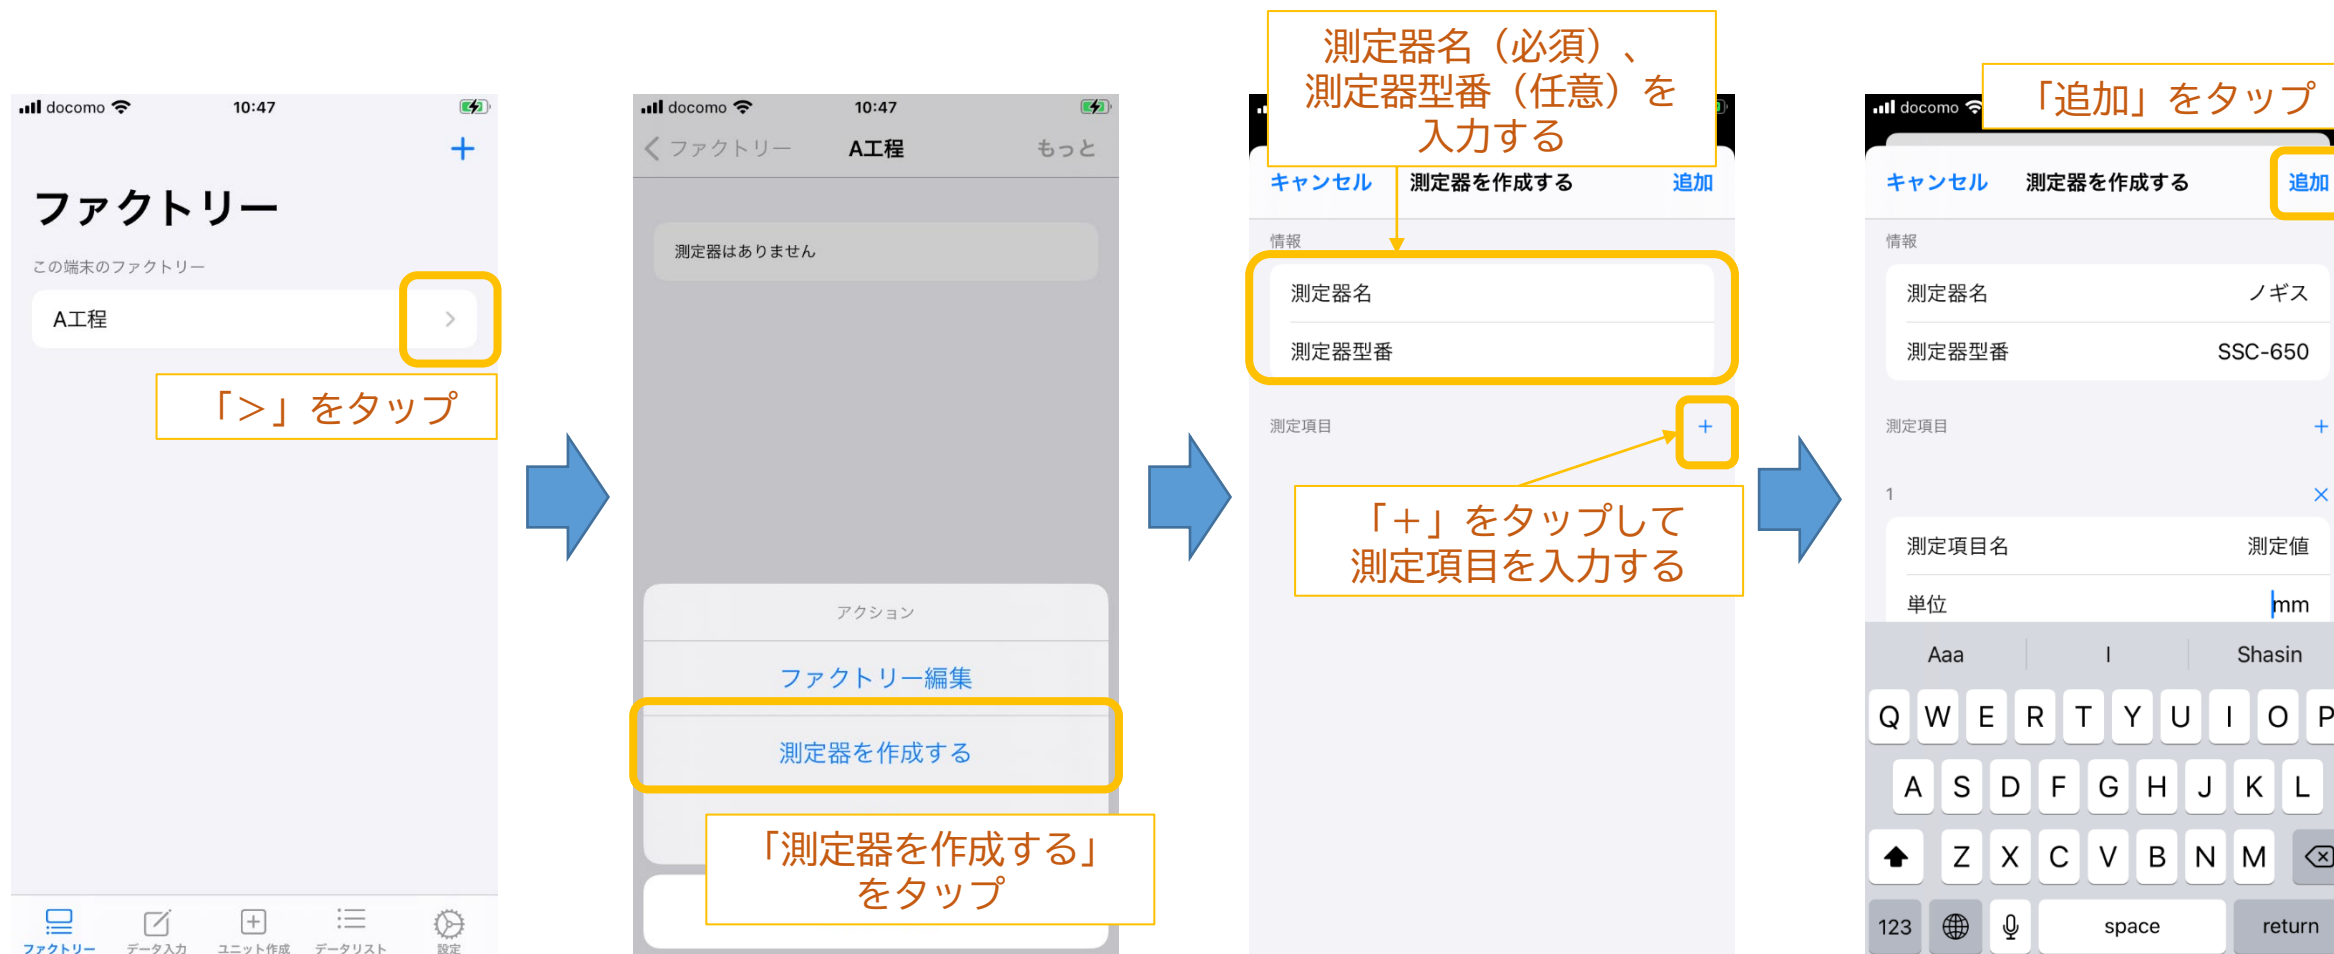 docomo
10:47
ファクトリー
この端末のファクトリー
A工程
「＞」をタップ
ファクトリー
データ入力
ユニット作成
データリスト
設定
docomo
10:47
ファクトリー
A工程
もっと
測定器はありません
アクション
ファクトリー編集
測定器を作成する
「測定器を作成する」
をタップ
測定器名（必須）、
測定器型番（任意）を
入力する
キャンセル
測定器を作成する
追加
情報
測定器名
測定器型番
測定項目
「＋」をタップして
測定項目を入力する
docomo
「追加」をタップ
キャンセル
測定器を作成する
追加
情報
測定器名 ノギス
測定器型番 SSC-650
測定項目
1
測定項目名 測定値
単位 mm
Aaa I Shasin
Q W E R T Y U I O P
A S D F G H J K L
Z X C V B N M
123 space return